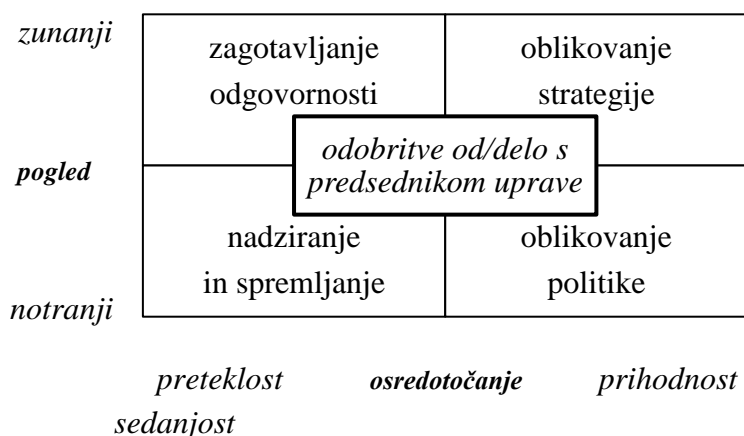 zunanji
zagotavljanje
odgovornosti
oblikovanje
strategije
pogled
odobritve od/delo s
predsednikom uprave
nadziranje
in spremljanje
oblikovanje
politike
notranji
preteklost
sedanjost
osredotočanje
prihodnost